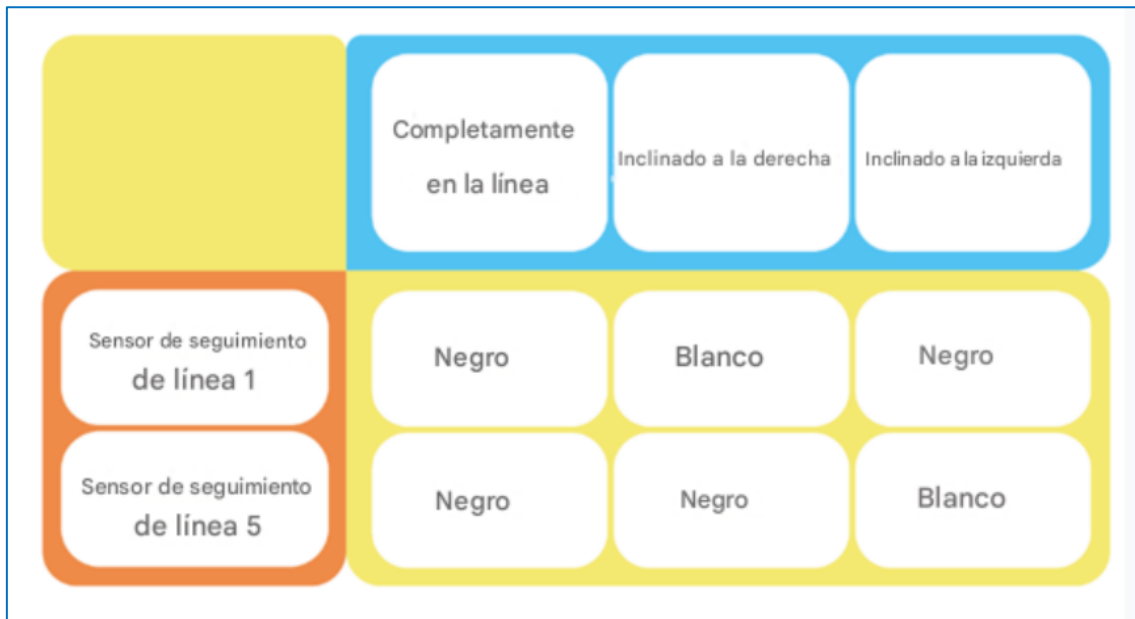 Completamente
en la línea
Inclinado a la derecha
Inclinado a la izquierda
Sensor de seguimiento
de línea 1
Negro
Blanco
Negro
Sensor de seguimiento
de línea 5
Negro
Negro
Blanco